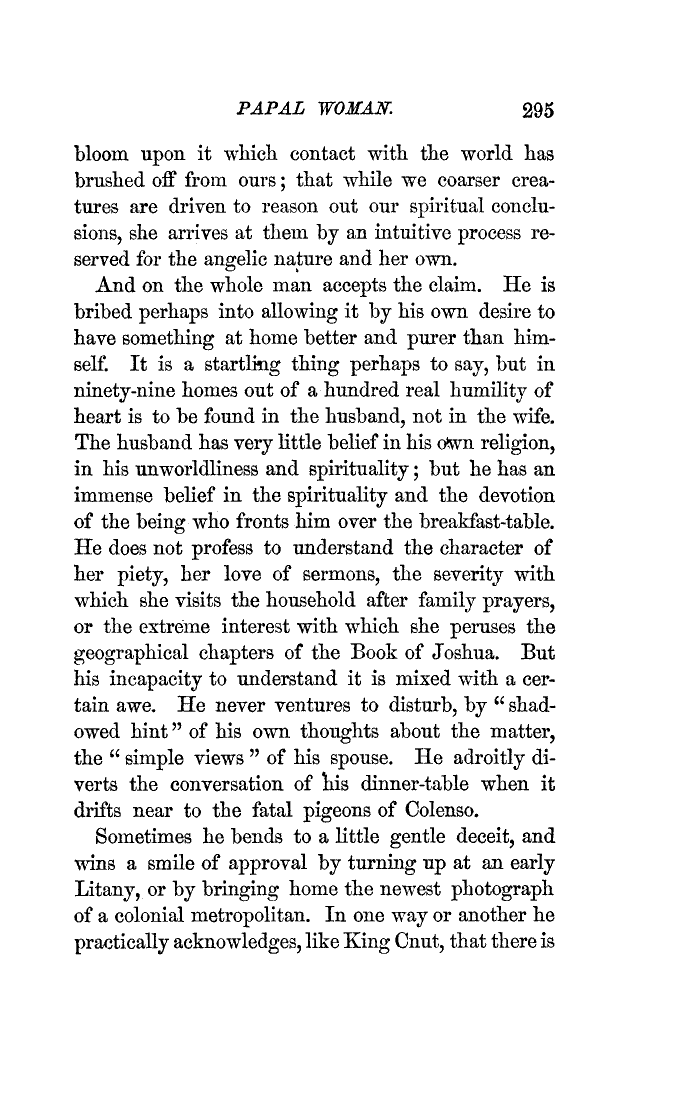 PAPAL WOMAN. 295
bloom upon it which contact with the world has
brushed off from ours; that while we coarser crea-
tures are driven to reason out our spiritual conclu-
sions, she arrives at them by an intuitive process re-
served for the angelic nature and her own.
And on the whole man accepts the claim. He is
bribed perhaps into allowing it by his own desire to
have something at home better and purer than him-
self. It is a startling thing perhaps to say, but in
ninety-nine homes out of a hundred real humility of
heart is to be found in the husband, not in the wife.
The husband has very little belief in his own religion,
in his unworldliness and spirituality; but he has an
immense belief in the spirituality and the devotion
of the being who fronts him over the breakfast-table.
He does not profess to understand the character of
her piety, her love of sermons, the severity with
which she visits the household after family prayers,
or the extreme interest with which she peruses the
geographical chapters of the Book of Joshua. But
his incapacity to understand it is mixed with a cer-
tain awe. He never ventures to disturb, by “shad-
owed hint” of his own thoughts about the matter,
the “simple views” of his spouse. He adroitly di-
verts the conversation of his dinner-table when it
drifts near to the fatal pigeons of Colenso.
Sometimes he bends to a little gentle deceit, and
wins a smile of approval by turning up at an early
Litany, or by bringing home the newest photograph
of a colonial metropolitan. In one way or another he
practically acknowledges, like King Cnut, that there is